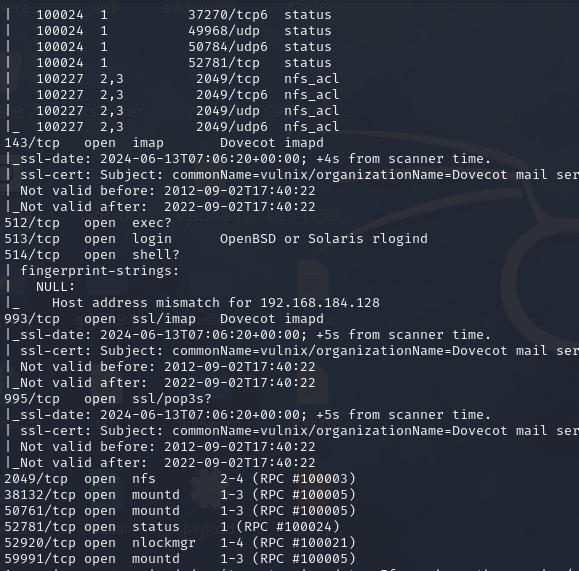 |   100024  1          37270/tcp6  status
|   100024  1          49968/udp   status
|   100024  1          50784/udp6  status
|   100024  1          52781/tcp   status
|   100227  2,3         2049/tcp   nfs_acl
|   100227  2,3         2049/tcp6  nfs_acl
|   100227  2,3         2049/udp   nfs_acl
|_  100227  2,3         2049/udp6  nfs_acl
143/tcp   open  imap       Dovecot imapd
|_ssl-date: 2024-06-13T07:06:20+00:00; +4s from scanner time.
| ssl-cert: Subject: commonName=vulnix/organizationName=Dovecot mail ser
| Not valid before: 2012-09-02T17:40:22
|_Not valid after:  2022-09-02T17:40:22
512/tcp   open  exec?
513/tcp   open  login      OpenBSD or Solaris rlogind
514/tcp   open  shell?
| fingerprint-strings:
|   NULL:
|_    Host address mismatch for 192.168.184.128
993/tcp   open  ssl/imap   Dovecot imapd
|_ssl-date: 2024-06-13T07:06:20+00:00; +5s from scanner time.
| ssl-cert: Subject: commonName=vulnix/organizationName=Dovecot mail ser
| Not valid before: 2012-09-02T17:40:22
|_Not valid after:  2022-09-02T17:40:22
995/tcp   open  ssl/pop3s?
|_ssl-date: 2024-06-13T07:06:20+00:00; +5s from scanner time.
| ssl-cert: Subject: commonName=vulnix/organizationName=Dovecot mail ser
| Not valid before: 2012-09-02T17:40:22
|_Not valid after:  2022-09-02T17:40:22
2049/tcp  open  nfs        2-4 (RPC #100003)
38132/tcp open  mountd     1-3 (RPC #100005)
50761/tcp open  mountd     1-3 (RPC #100005)
52781/tcp open  status     1 (RPC #100024)
52920/tcp open  nlockmgr   1-4 (RPC #100021)
59991/tcp open  mountd     1-3 (RPC #100005)